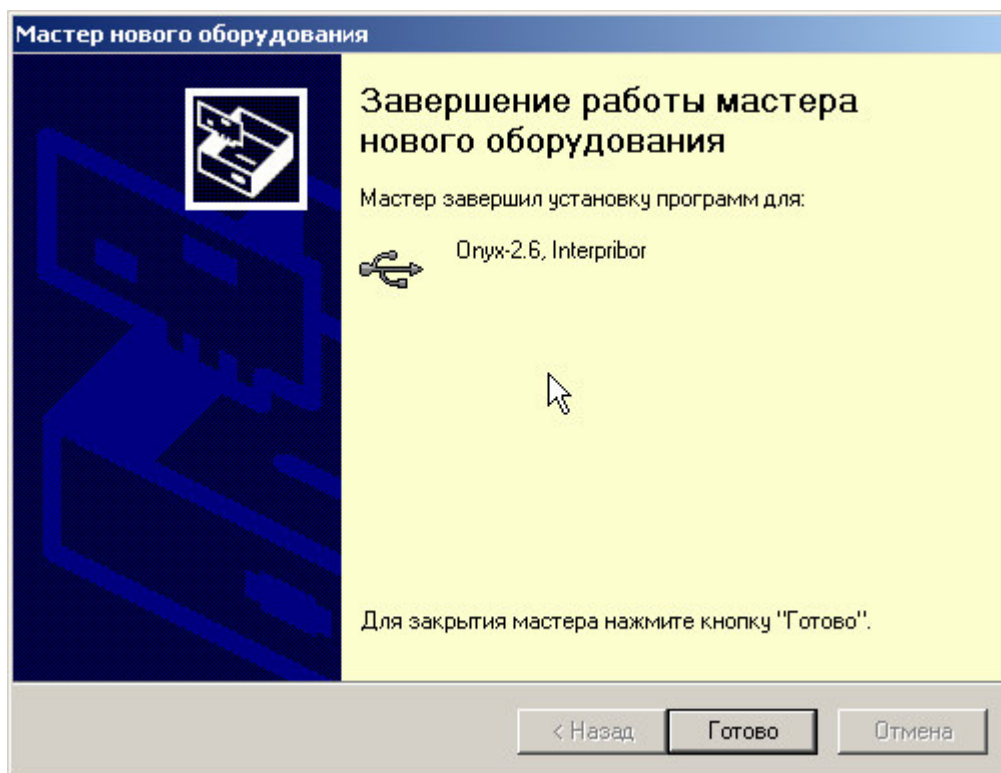 Мастер нового оборудования
Завершение работы мастера
нового оборудования
Мастер завершил установку программ для:
Onyx-2.6, Interpribor
Для закрытия мастера нажмите кнопку "Готово".
< Назад
Готово
Отмена